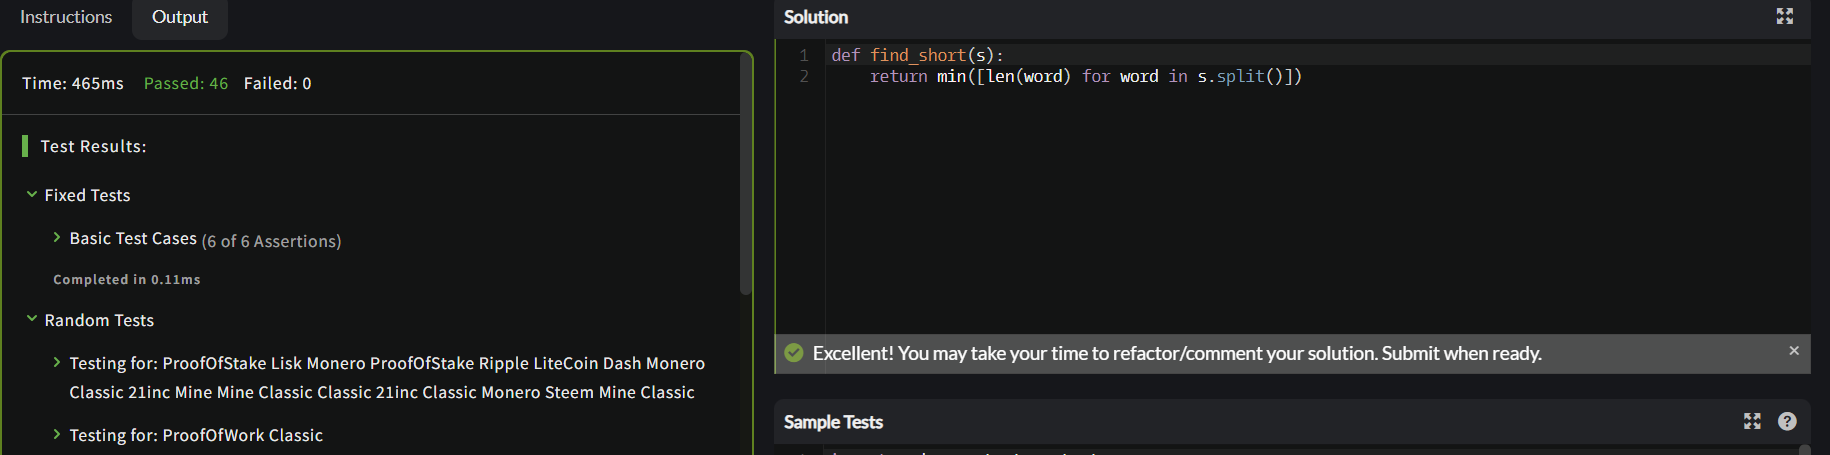 Instructions
Output
Time: 465ms Passed: 46 Failed: 0
Test Results:
Fixed Tests
Basic Test Cases (6 of 6 Assertions)
Completed in 0.11ms
Random Tests
Testing for: ProofOfStake Lisk Monero ProofOfStake Ripple LiteCoin Dash Monero
Classic 21inc Mine Mine Classic Classic 21inc Classic Monero Steem Mine Classic
Testing for: ProofOfWork Classic
Solution
1 def find_short(s):
2 return min([len(word) for word in s.split()])
Excellent! You may take your time to refactor/comment your solution. Submit when ready.
Sample Tests